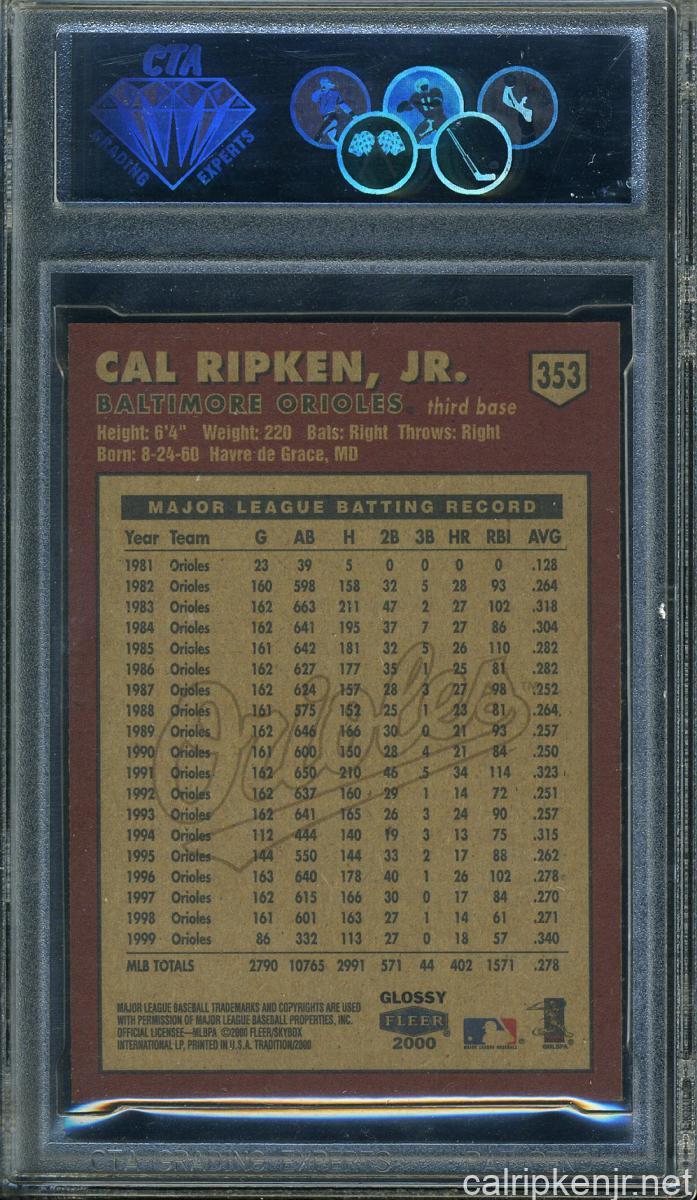 CTA
GRADING EXPERTS
CAL RIPKEN, JR.
353
BALTIMORE ORIOLES third base
Height: 6'4" Weight: 220 Bats: Right Throws: Right
Born: 8-24-60 Havre de Grace, MD
MAJOR LEAGUE BATTING RECORD
Year Team G AB H 2B 3B HR RBI AVG
1981 Orioles 23 39 5 0 0 0 0 .128
1982 Orioles 160 598 158 32 5 28 93 .264
1983 Orioles 162 663 211 47 2 27 102 .318
1984 Orioles 162 641 195 37 7 27 86 .304
1985 Orioles 161 642 181 32 5 26 110 .282
1986 Orioles 162 627 177 35 1 25 81 .282
1987 Orioles 162 624 157 28 3 27 98 .252
1988 Orioles 161 575 152 25 1 23 81 .264
1989 Orioles 162 646 166 30 0 21 93 .257
1990 Orioles 161 600 150 28 4 21 84 .250
1991 Orioles 162 650 210 46 5 34 114 .323
1992 Orioles 162 637 160 29 1 14 72 .251
1993 Orioles 162 641 165 26 3 24 90 .257
1994 Orioles 112 444 140 19 3 13 75 .315
1995 Orioles 144 550 144 33 2 17 88 .262
1996 Orioles 163 640 178 40 1 26 102 .278
1997 Orioles 162 615 166 30 0 17 84 .270
1998 Orioles 161 601 163 27 1 14 61 .271
1999 Orioles 86 332 113 27 0 18 57 .340
MLB TOTALS 2790 10765 2991 571 44 402 1571 .278
Orioles
MAJOR LEAGUE BASEBALL TRADEMARKS AND COPYRIGHTS ARE USED
WITH PERMISSION OF MAJOR LEAGUE BASEBALL PROPERTIES, INC.
OFFICIAL LICENSEE—MLBPA ©2000 FLEER/SKYBOX
INTERNATIONAL LP, PRINTED IN U.S.A. TRADITION/2000
GLOSSY
FLEER
2000
MAJOR LEAGUE BASEBALL
©MLBPA
CTA GRADING EXPERTS
calripkenjr.net